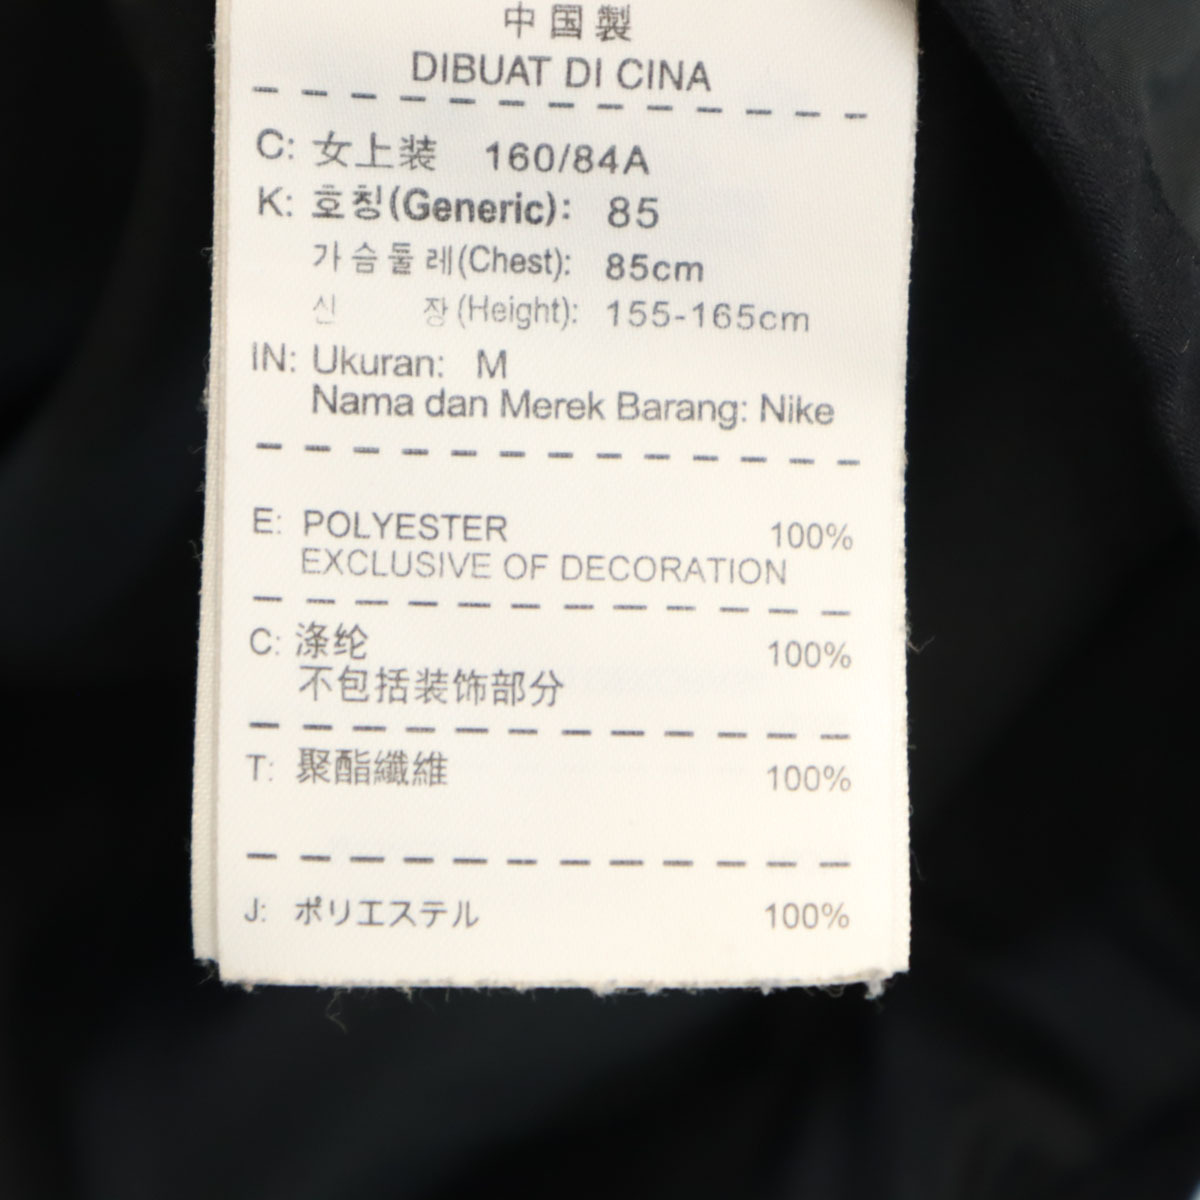 中国製
DIBUAT DI CINA
C: 女上装 160/84A
K: 호칭(Generic): 85
가슴둘레(Chest): 85cm
신 장(Height): 155-165cm
IN: Ukuran: M
Nama dan Merek Barang: Nike
E: POLYESTER 100%
EXCLUSIVE OF DECORATION
C: 涤纶 100%
不包括装饰部分
T: 聚酯纖維 100%
J: ポリエステル 100%